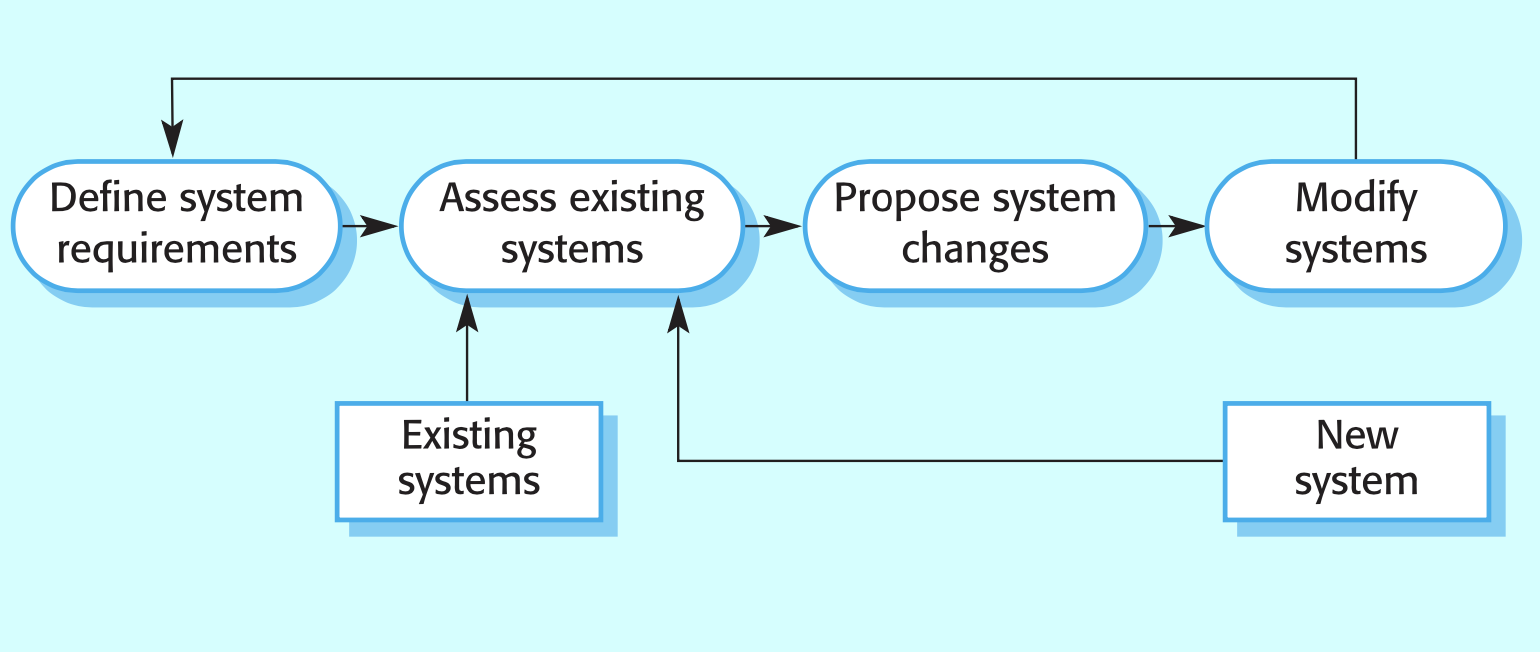 Define system
requirements
Assess existing
systems
Propose system
changes
Modify
systems
Existing
systems
New
system